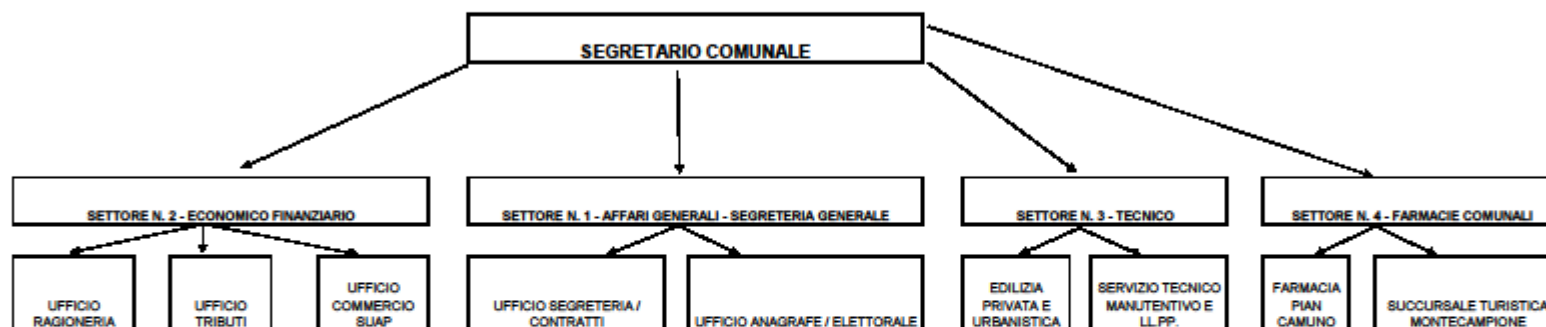 SEGRETARIO COMUNALE
SETTORE N. 2 - ECONOMICO FINANZIARIO
SETTORE N. 1 - AFFARI GENERALI - SEGRETERIA GENERALE
SETTORE N. 3 - TECNICO
SETTORE N. 4 - FARMACIE COMUNALI
UFFICIO
RAGIONERIA
UFFICIO
TRIBUTI
UFFICIO
COMMERCIO
SUAP
UFFICIO SEGRETERIA /
CONTRATTI
UFFICIO ANAGRAFE / ELETTORALE
EDILIZIA
PRIVATA E
URBANISTICA
SERVIZIO TECNICO
MANUTENTIVO E
LL.PP.
FARMACIA
PIAN
CAMUNO
SUCCURSALE TURISTICA
MONTECAMPIONE